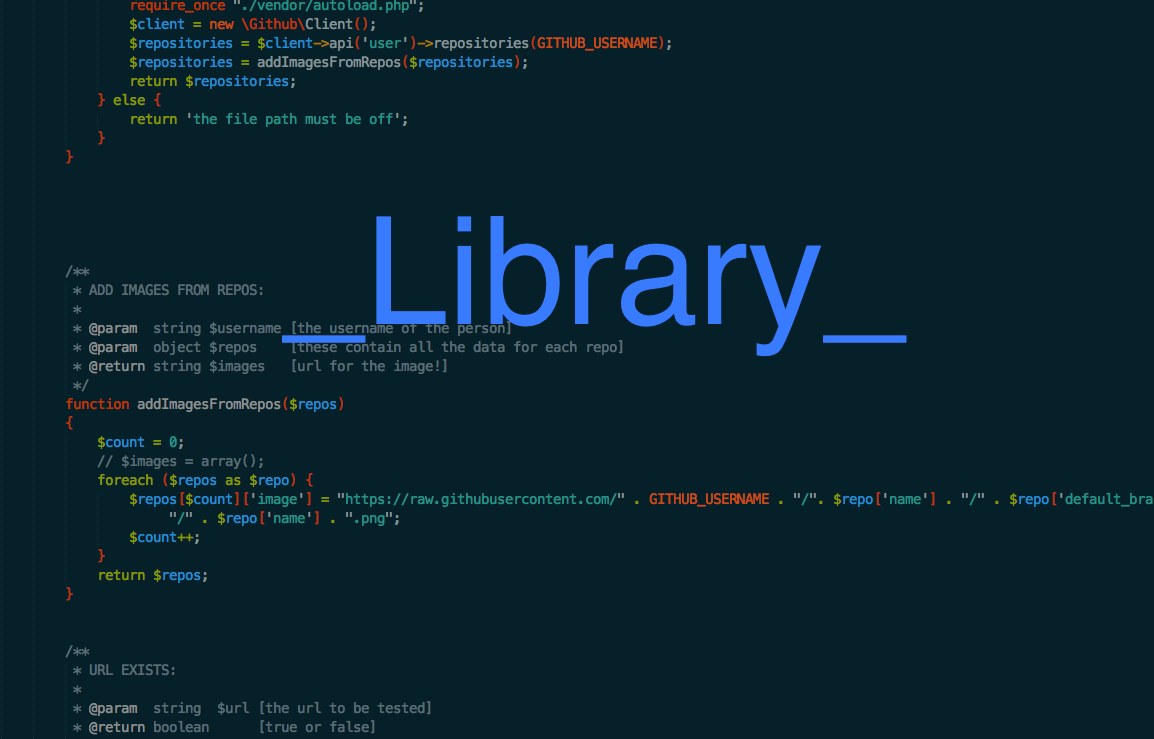 require_once "./vendor/autoload.php";
$client = new \Github\Client();
$repositories = $client->api('user')->repositories(GITHUB_USERNAME);
$repositories = addImagesFromRepos($repositories);
return $repositories;
} else {
return 'the file path must be off';
}
}
_Library_
/**
* ADD IMAGES FROM REPOS:
*
* @param  string $username [the username of the person]
* @param  object $repos    [these contain all the data for each repo]
* @return string $images   [url for the image!]
*/
function addImagesFromRepos($repos)
{
$count = 0;
// $images = array();
foreach ($repos as $repo) {
$repos[$count]['image'] = "https://raw.githubusercontent.com/" . GITHUB_USERNAME . "/". $repo['name'] . "/" . $repo['default_bra
"/" . $repo['name'] . ".png";
$count++;
}
return $repos;
}
/**
* URL EXISTS:
*
* @param  string  $url [the url to be tested]
* @return boolean      [true or false]